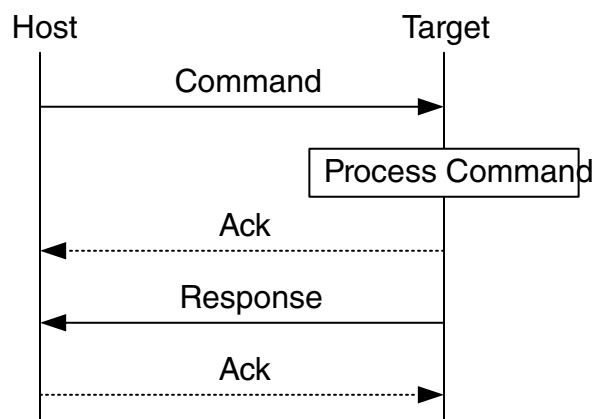 Host Target
Command
Process Command
Ack
Response
Ack